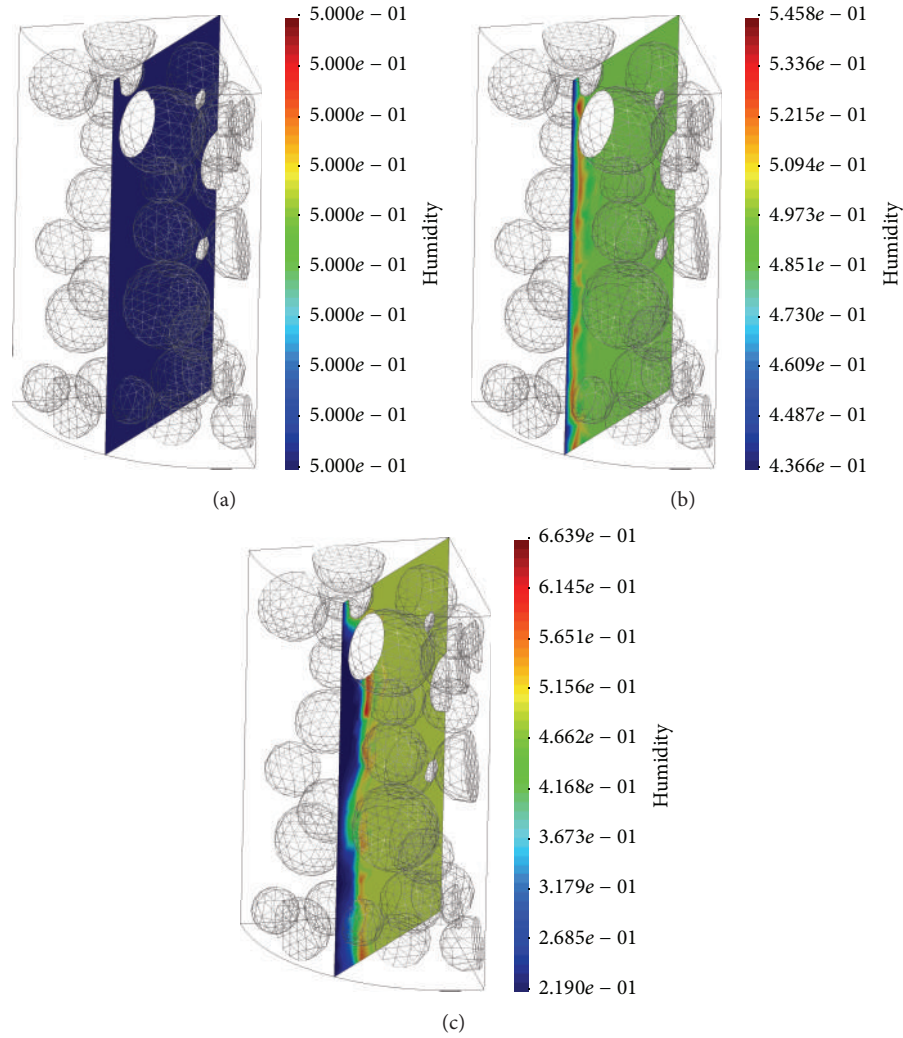 5.000e − 01
5.000e − 01
5.000e − 01
5.000e − 01
5.000e − 01
5.000e − 01
5.000e − 01
5.000e − 01
5.000e − 01
5.000e − 01
Humidity
(a)
5.458e − 01
5.336e − 01
5.215e − 01
5.094e − 01
4.973e − 01
4.851e − 01
4.730e − 01
4.609e − 01
4.487e − 01
4.366e − 01
Humidity
(b)
6.639e − 01
6.145e − 01
5.651e − 01
5.156e − 01
4.662e − 01
4.168e − 01
3.673e − 01
3.179e − 01
2.685e − 01
2.190e − 01
Humidity
(c)